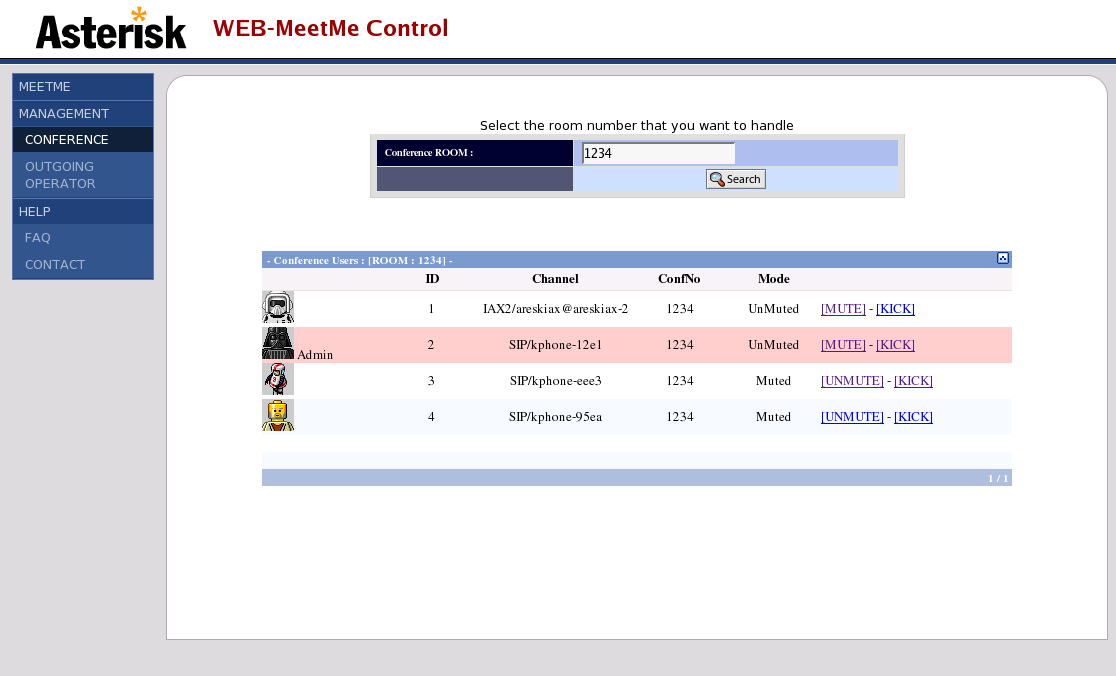 Asterisk WEB-MeetMe Control
MEETME
MANAGEMENT
CONFERENCE
OUTGOING
OPERATOR
HELP
FAQ
CONTACT
Select the room number that you want to handle
Conference ROOM : 1234
Search
- Conference Users : [ROOM : 1234] -
ID Channel ConfNo Mode
1 IAX2/areskiax@areskiax-2 1234 UnMuted [MUTE] - [KICK]
Admin 2 SIP/kphone-12e1 1234 UnMuted [MUTE] - [KICK]
3 SIP/kphone-eee3 1234 Muted [UNMUTE] - [KICK]
4 SIP/kphone-95ea 1234 Muted [UNMUTE] - [KICK]
1 / 1